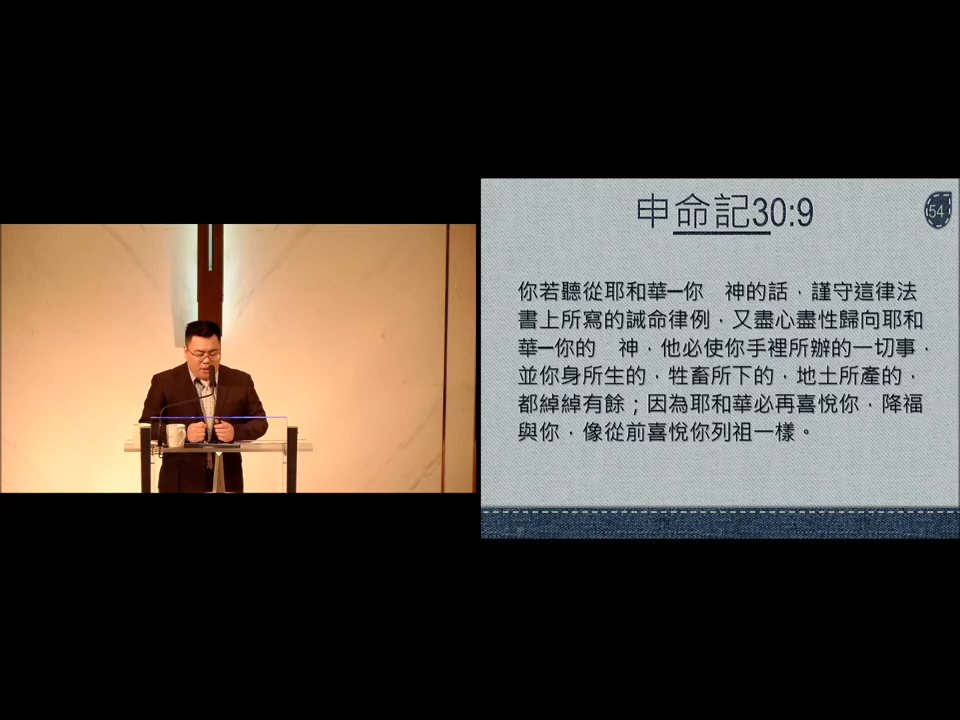 申命記30:9
54
你若聽從耶和華─你　神的話，謹守這律法
書上所寫的誡命律例，又盡心盡性歸向耶和
華─你的　神，他必使你手裡所辦的一切事，
並你身所生的，牲畜所下的，地土所產的，
都綽綽有餘；因為耶和華必再喜悅你，降福
與你，像從前喜悅你列祖一樣。